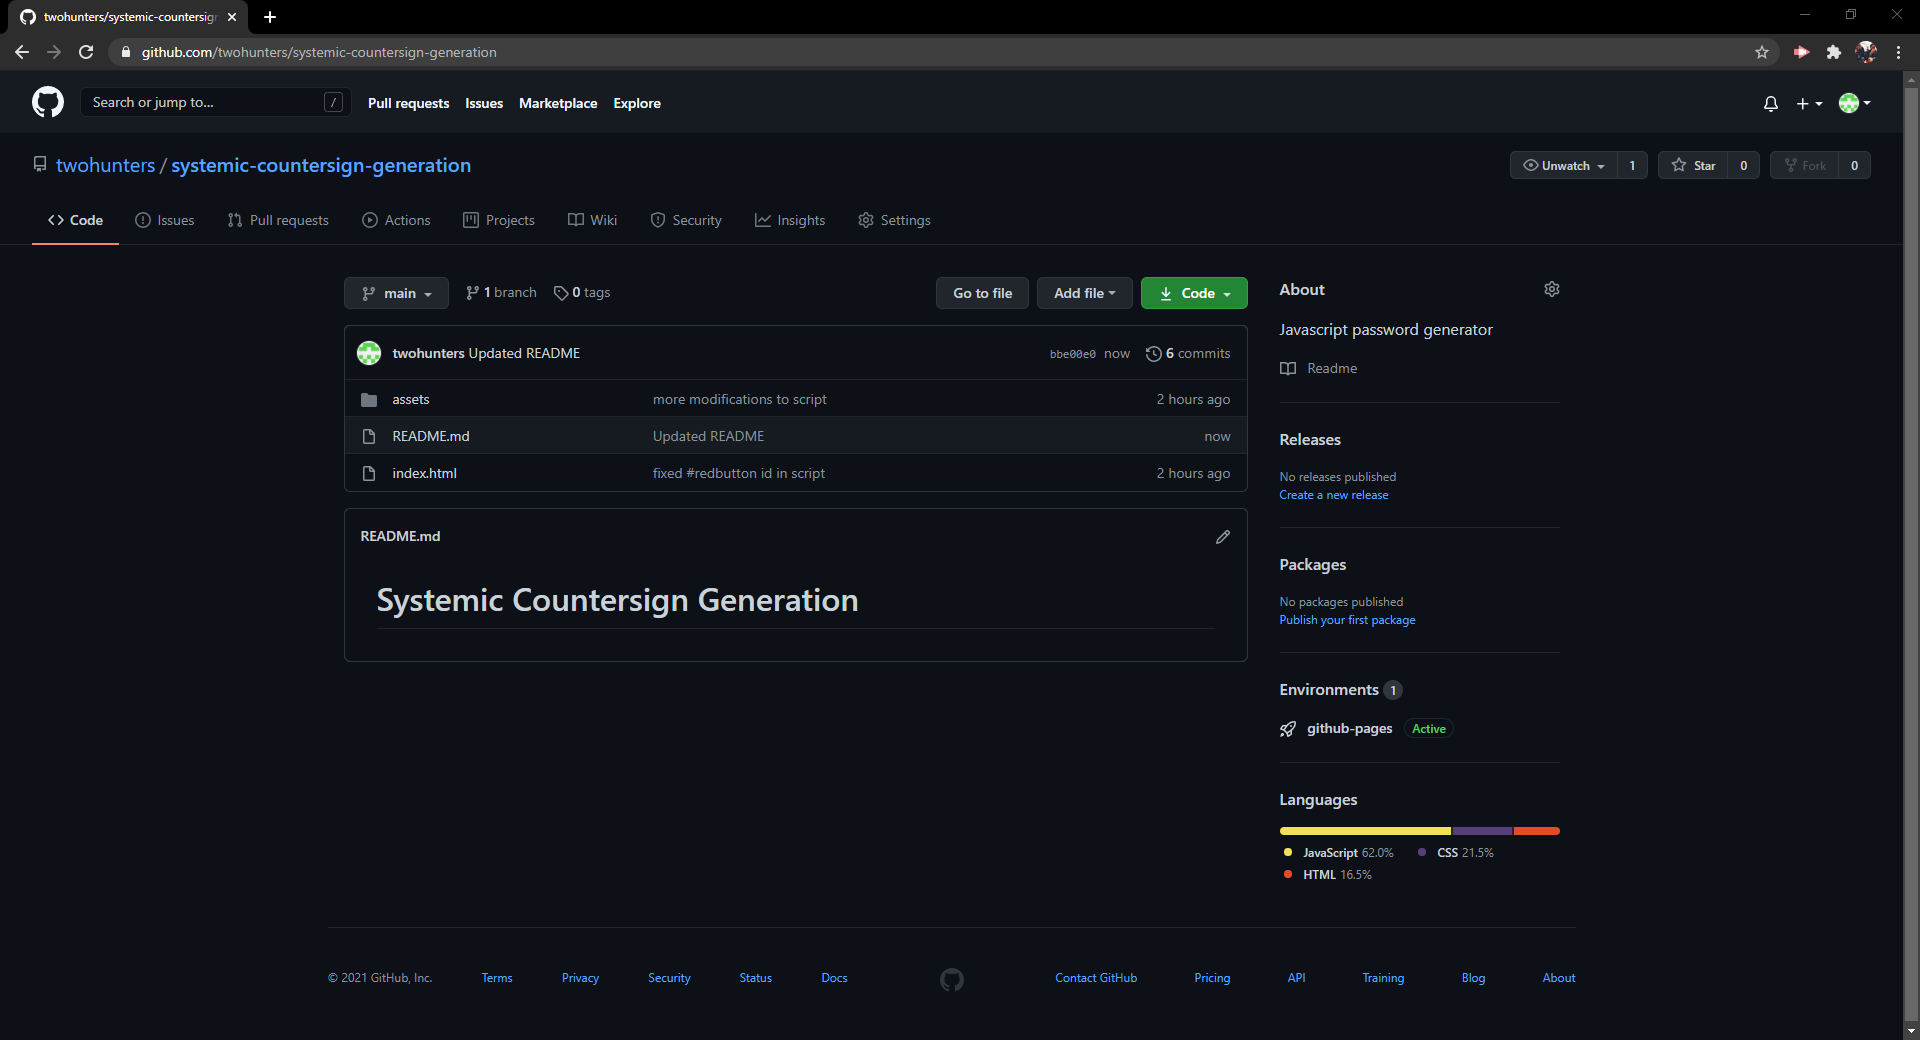 twohunters/systemic-countersign
github.com/twohunters/systemic-countersign-generation
Search or jump to... /
Pull requests Issues Marketplace Explore
twohunters / systemic-countersign-generation
Unwatch 1 Star 0 Fork 0
Code Issues Pull requests Actions Projects Wiki Security Insights Settings
main 1 branch 0 tags Go to file Add file Code
twohunters Updated README bbe00e0 now 6 commits
assets more modifications to script 2 hours ago
README.md Updated README now
index.html fixed #redbutton id in script 2 hours ago
README.md
Systemic Countersign Generation
About
Javascript password generator
Readme
Releases
No releases published
Create a new release
Packages
No packages published
Publish your first package
Environments 1
github-pages Active
Languages
JavaScript 62.0% CSS 21.5%
HTML 16.5%
© 2021 GitHub, Inc. Terms Privacy Security Status Docs Contact GitHub Pricing API Training Blog About